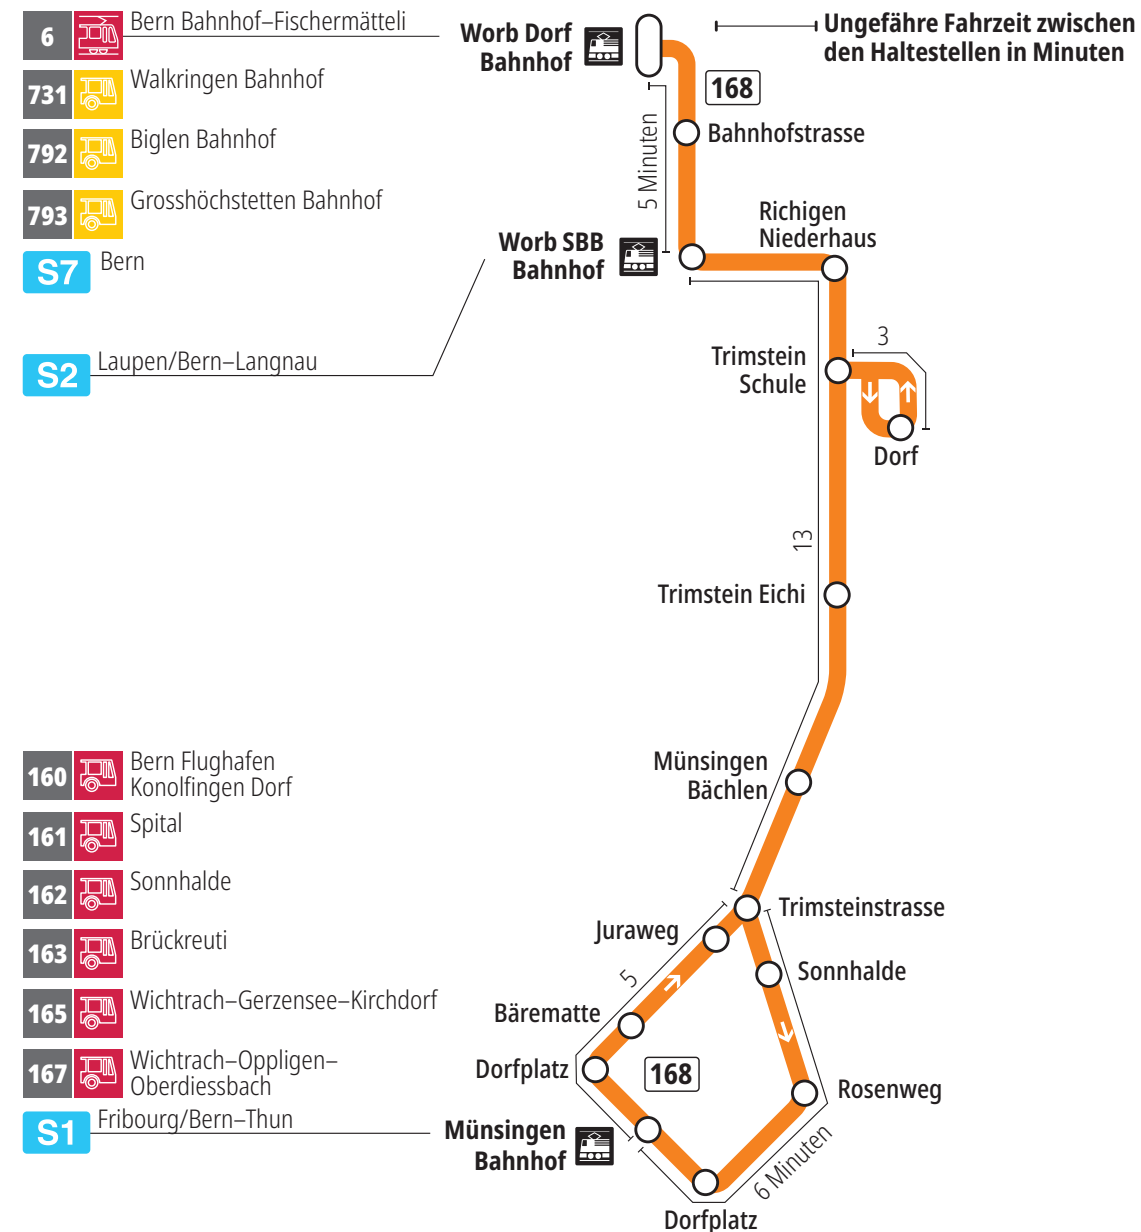 6
Bern Bahnhof–Fischermätteli
731
Walkringen Bahnhof
792
Biglen Bahnhof
793
Grosshöchstetten Bahnhof
S7
Bern
S2
Laupen/Bern–Langnau
Worb Dorf
Bahnhof
Ungefähre Fahrzeit zwischen
den Haltestellen in Minuten
168
5 Minuten
Bahnhofstrasse
Worb SBB
Bahnhof
Richigen
Niederhaus
Trimstein
Schule
3
Dorf
13
Trimstein Eichi
Münsingen
Bächlen
160
Bern Flughafen
Konolfingen Dorf
161
Spital
162
Sonnhalde
163
Brückreuti
165
Wichtrach–Gerzensee–Kirchdorf
167
Wichtrach–Oppligen–
Oberdiessbach
S1
Fribourg/Bern–Thun
Trimsteinstrasse
Juraweg
Sonnhalde
5
Bärematte
Dorfplatz
168
Rosenweg
Münsingen
Bahnhof
6 Minuten
Dorfplatz